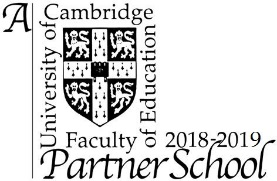 A
University of
Cambridge
Faculty
of Education
2018-2019
Partner School